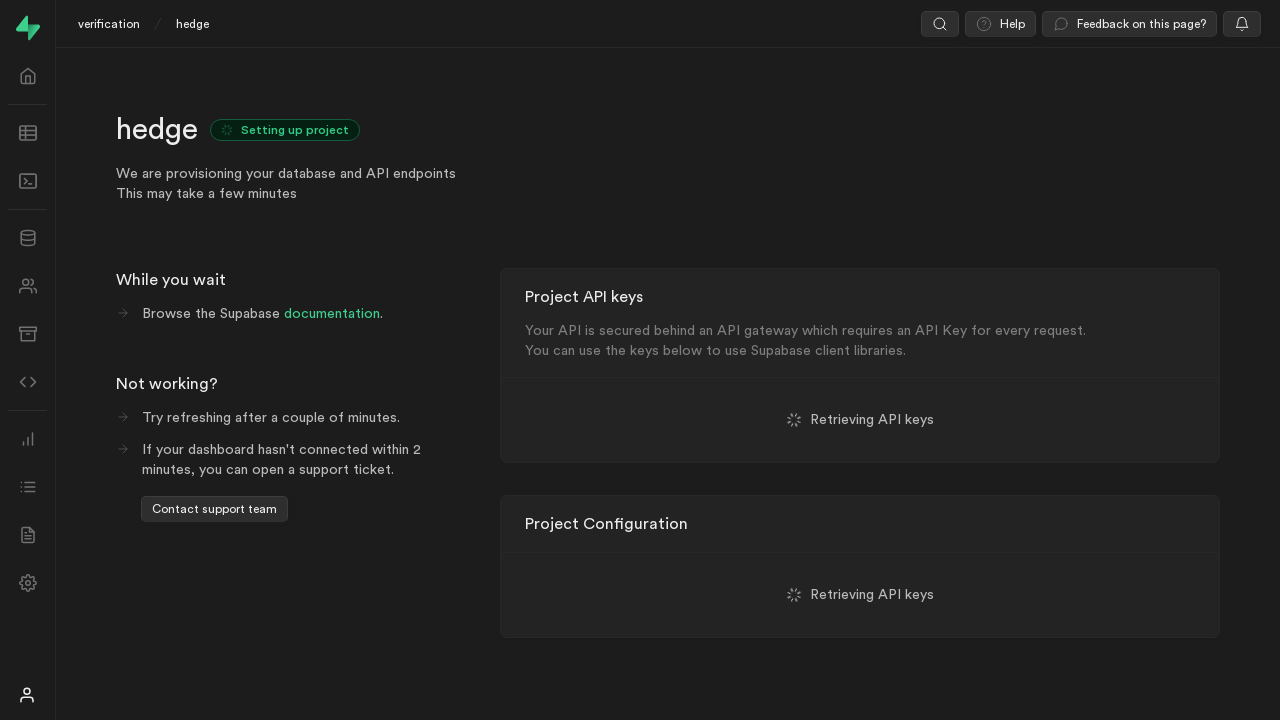 verification / hedge
Help
Feedback on this page?
hedge
Setting up project
We are provisioning your database and API endpoints
This may take a few minutes
While you wait
Browse the Supabase documentation.
Not working?
Try refreshing after a couple of minutes.
If your dashboard hasn't connected within 2
minutes, you can open a support ticket.
Contact support team
Project API keys
Your API is secured behind an API gateway which requires an API Key for every request.
You can use the keys below to use Supabase client libraries.
Retrieving API keys
Project Configuration
Retrieving API keys